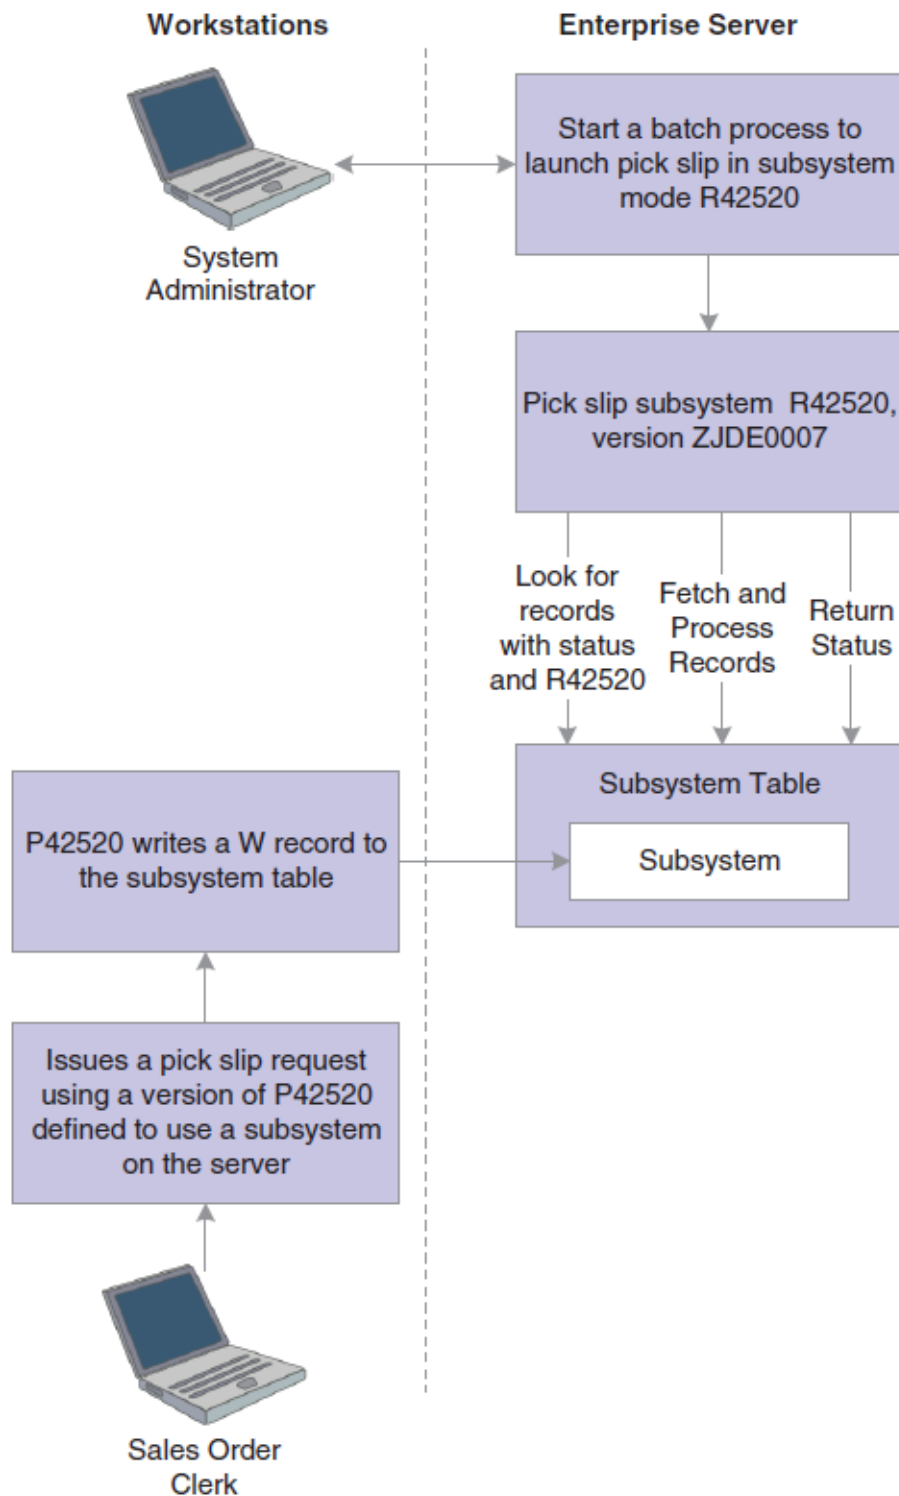 Workstations
Enterprise Server
Start a batch process to
launch pick slip in subsystem
mode R42520
System
Administrator
Pick slip subsystem R42520,
version ZJDE0007
Look for
records
with status
and R42520
Fetch and
Process
Records
Return
Status
Subsystem Table
Subsystem
P42520 writes a W record to
the subsystem table
Issues a pick slip request
using a version of P42520
defined to use a subsystem
on the server
Sales Order
Clerk